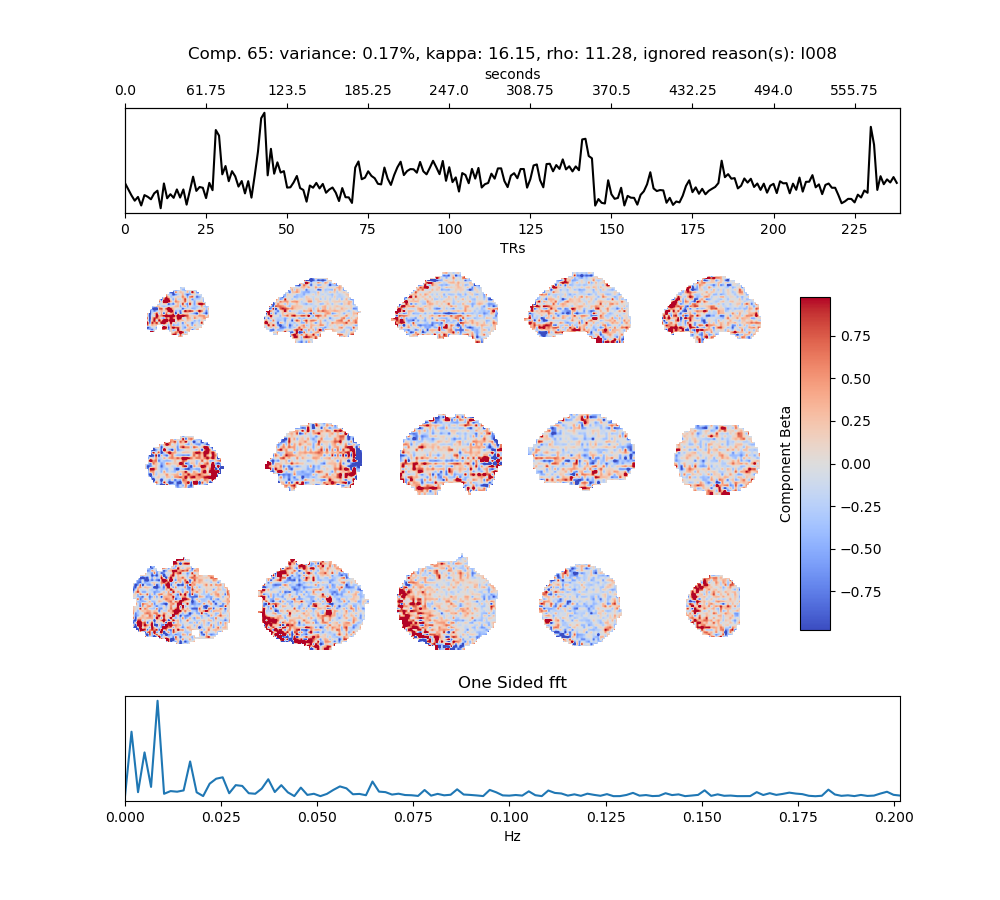 Comp. 65: variance: 0.17%, kappa: 16.15, rho: 11.28, ignored reason(s): I008
seconds
0.0 61.75 123.5 185.25 247.0 308.75 370.5 432.25 494.0 555.75
0 25 50 75 100 125 150 175 200 225
TRs
0.75
0.50
0.25
0.00
−0.25
−0.50
−0.75
Component Beta
One Sided fft
0.000 0.025 0.050 0.075 0.100 0.125 0.150 0.175 0.200
Hz